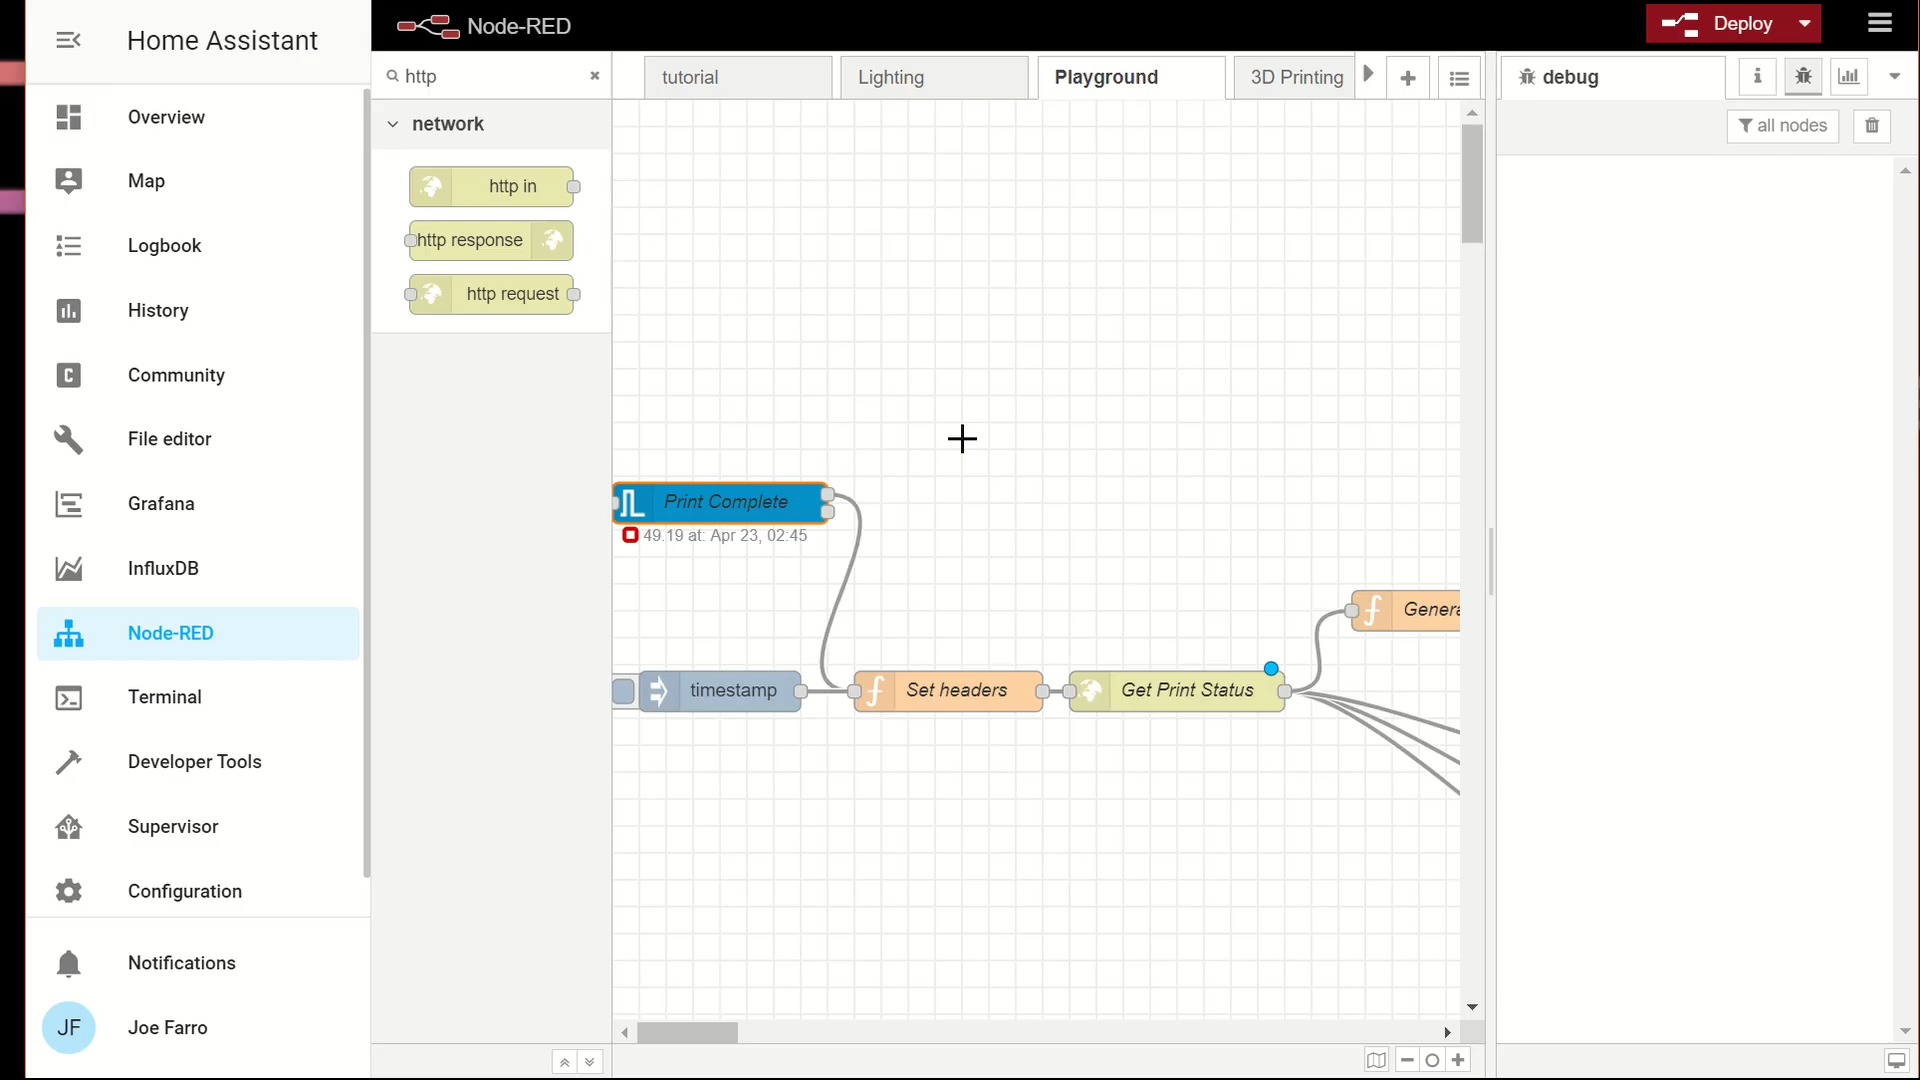 Home Assistant
Overview
Map
Logbook
History
Community
File editor
Grafana
InfluxDB
Node-RED
Terminal
Developer Tools
Supervisor
Configuration
Notifications
JF
Joe Farro
Node-RED
Deploy
http
network
http in
http response
http request
tutorial
Lighting
Playground
3D Printing
Print Complete
49.19 at: Apr 23, 02:45
timestamp
Set headers
Get Print Status
Genera
debug
all nodes